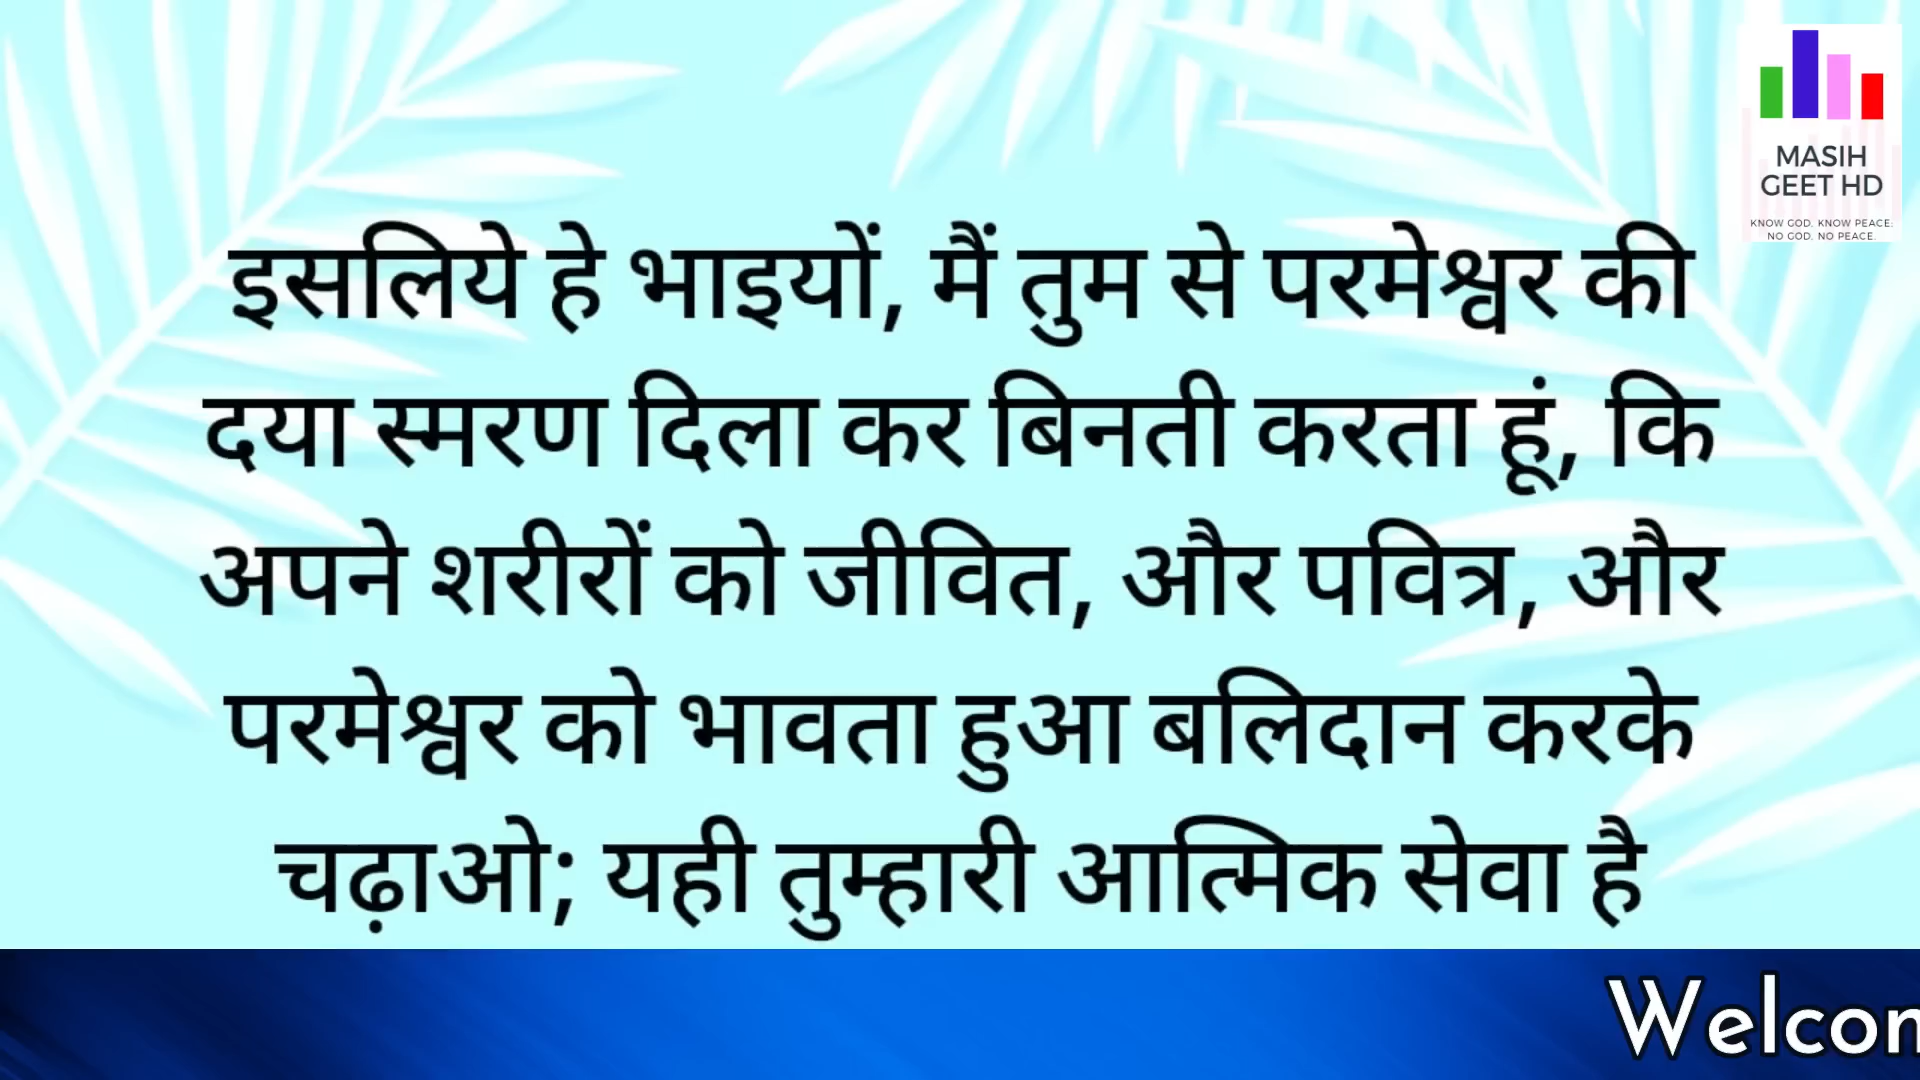 MASIH
GEET HD
KNOW GOD, KNOW PEACE:
NO GOD, NO PEACE.
इसलिये हे भाइयों, मैं तुम से परमेश्वर की
दया स्मरण दिला कर बिनती करता हूं, कि
अपने शरीरों को जीवित, और पवित्र, और
परमेश्वर को भावता हुआ बलिदान करके
चढ़ाओ; यही तुम्हारी आत्मिक सेवा है